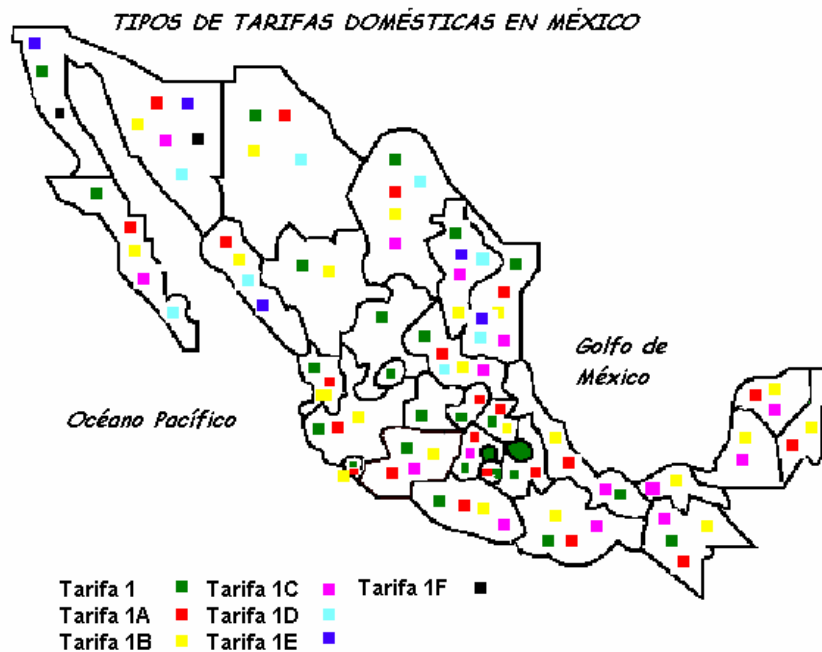 TIPOS DE TARIFAS DOMÉSTICAS EN MÉXICO
Golfo de
México
Océano Pacífico
Tarifa 1 Tarifa 1C Tarifa 1F
Tarifa 1A Tarifa 1D
Tarifa 1B Tarifa 1E